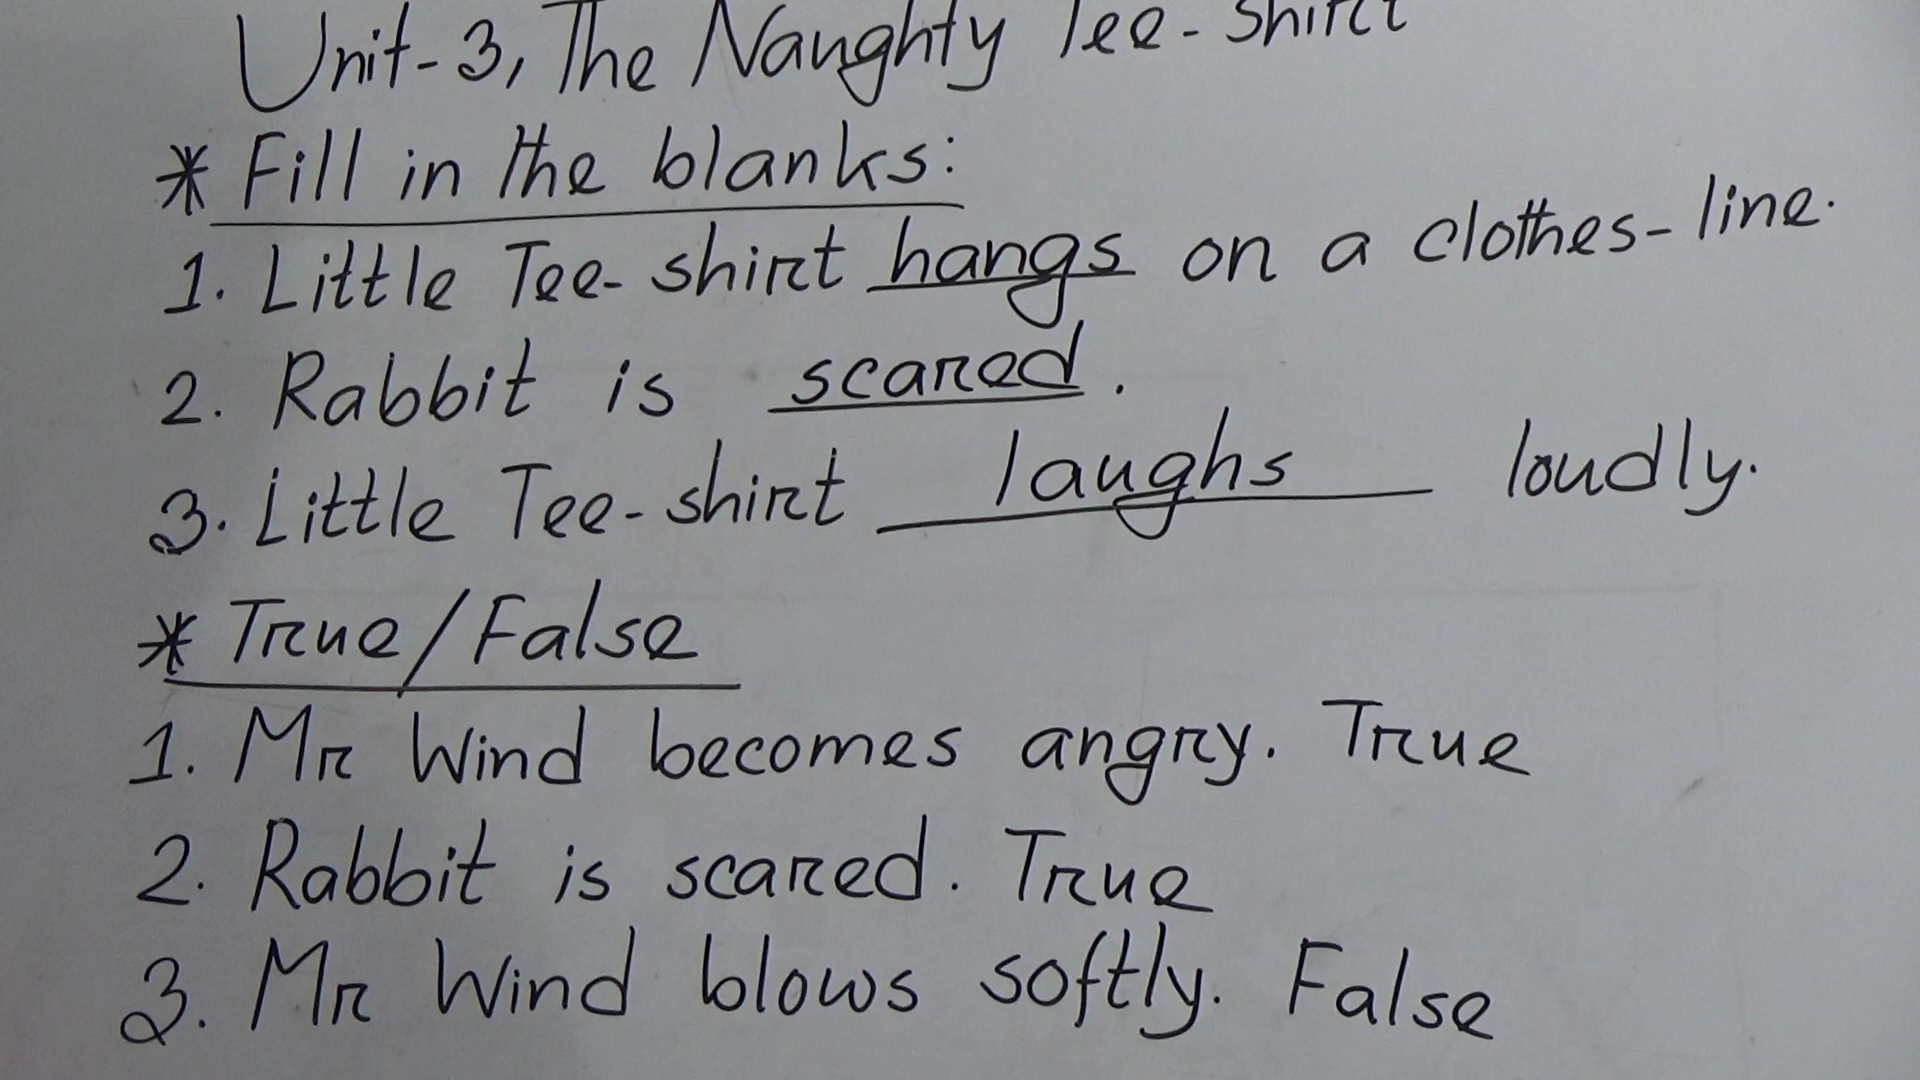 Unit-3, The Naughty Tee-shirt
* Fill in the blanks:
1. Little Tee-shirt hangs on a clothes-line.
2. Rabbit is scared.
3. Little Tee-shirt laughs loudly.
* True/False
1. Mr Wind becomes angry. True
2. Rabbit is scared. True
3. Mr Wind blows softly. False